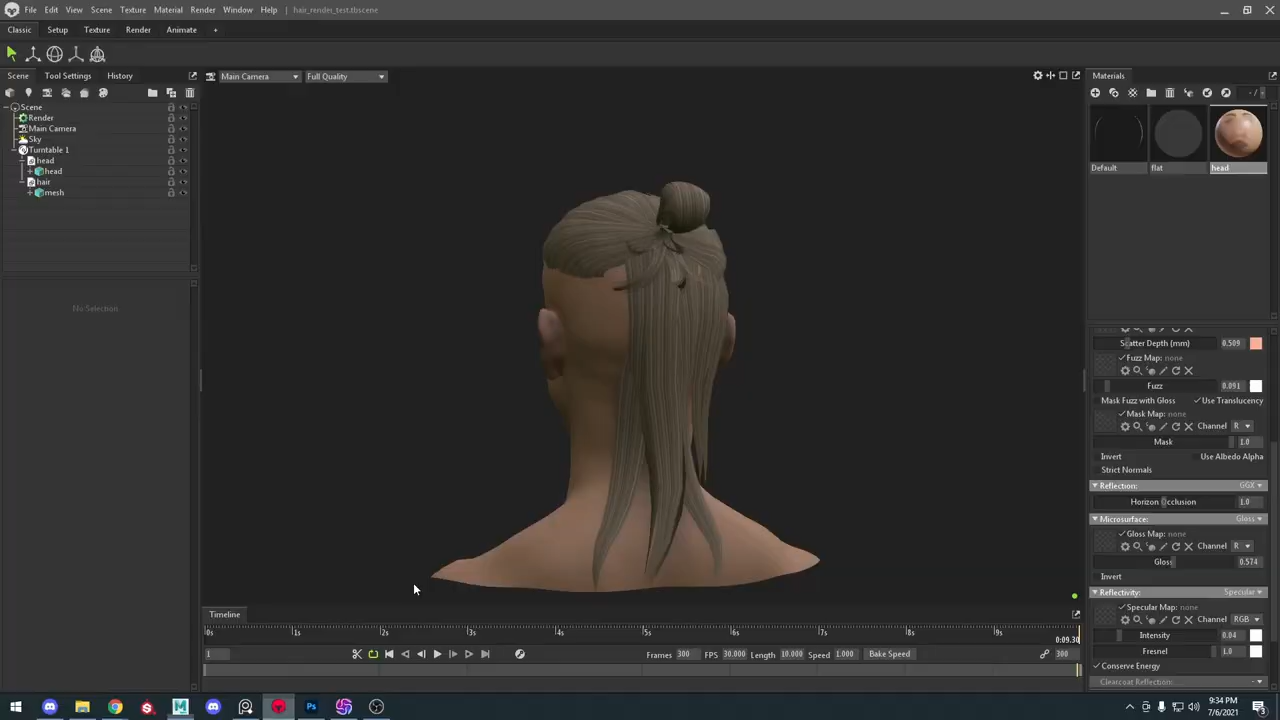 File Edit View Scene Texture Material Render Window Help hair_render_test.tbscene
Classic Setup Texture Render Animate +
Scene Tool Settings History
Main Camera Full Quality
Materials
- /
Scene
Render
Main Camera
Sky
Turntable 1
head
head
hair
mesh
No Selection
Default flat head
Scatter Depth (mm) 0.509
Fuzz Map: none
Fuzz 0.091
Mask Fuzz with Gloss Use Translucency
Mask Map: none
Channel R
Mask 1.0
Invert Use Albedo Alpha
Strict Normals
Reflection: GGX
Horizon Occlusion 1.0
Microsurface: Gloss
Gloss Map: none
Channel R
Gloss 0.574
Invert
Reflectivity: Specular
Specular Map: none
Channel RGB
Intensity 0.04
Fresnel 1.0
Conserve Energy
Clearcoat Reflection: -
Timeline
0s 1s 2s 3s 4s 5s 6s 7s 8s 9s 0:09.30
1 Frames 300 FPS 30.000 Length 10.000 Speed 1.000 Bake Speed 300
9:34 PM
7/6/2021
3